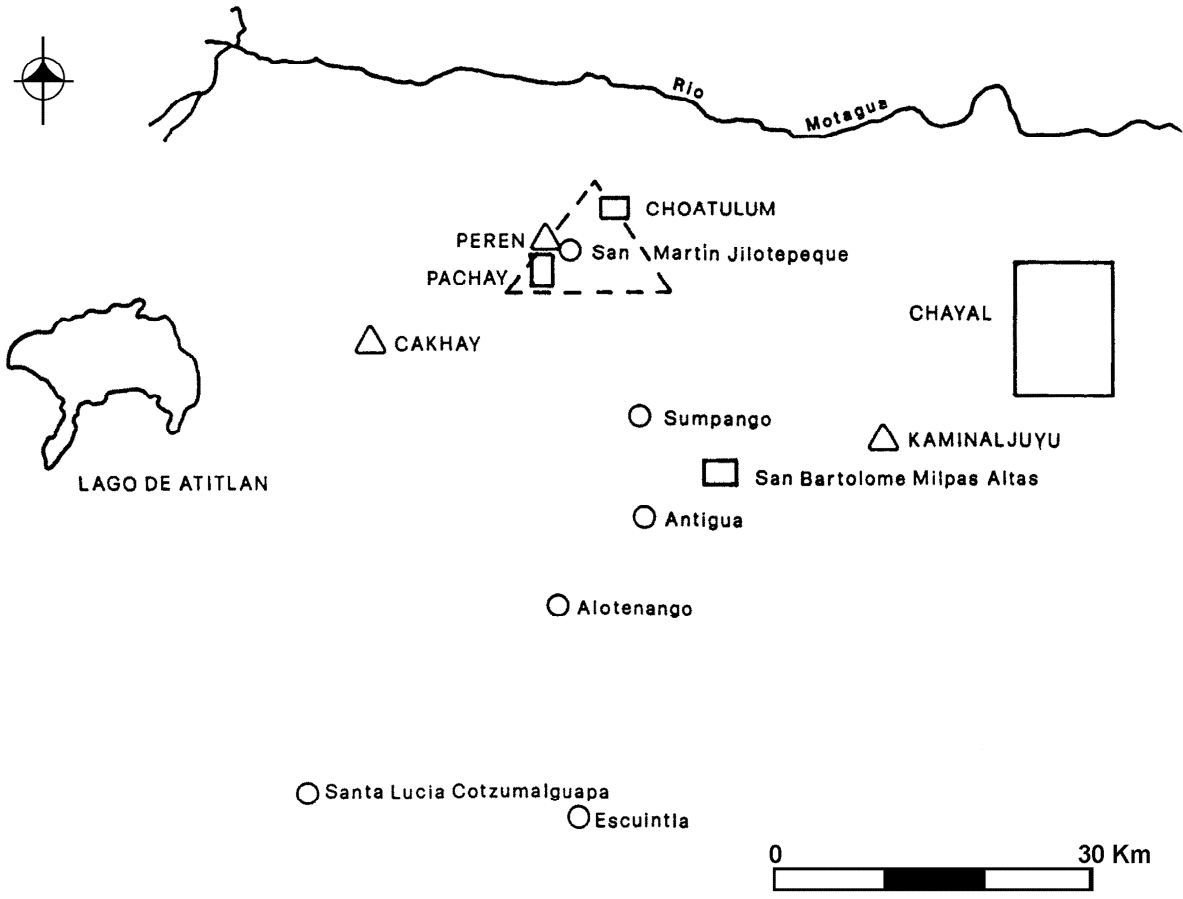 Rio
Motagua
CHOATULUM
PEREN
San Martin Jilotepeque
PACHAY
CHAYAL
CAKHAY
Sumpango
KAMINALJUYU
LAGO DE ATITLAN
San Bartolome Milpas Altas
Antigua
Alotenango
Santa Lucia Cotzumalguapa
Escuintla
0 30 Km